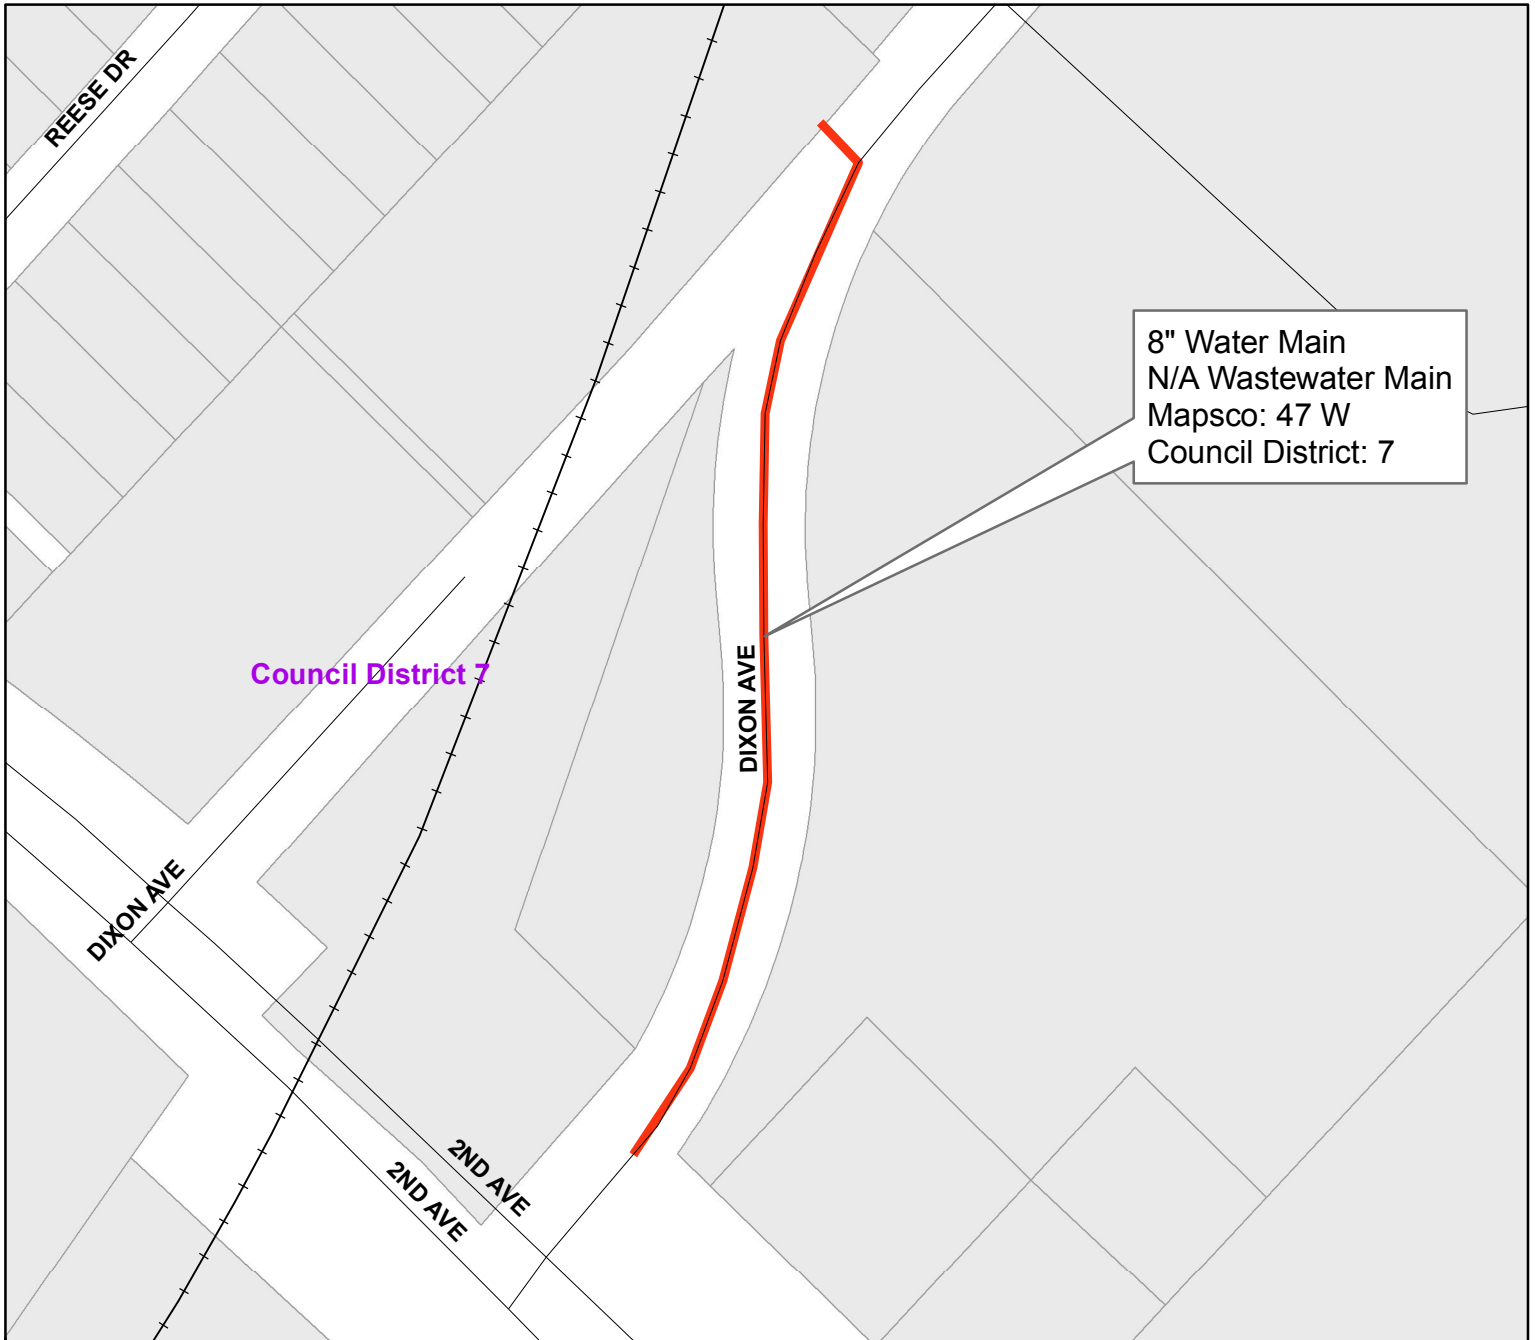 REESE DR
8" Water Main
N/A Wastewater Main
Mapsco: 47 W
Council District: 7
Council District 7
DIXON AVE
DIXON AVE
2ND AVE
2ND AVE